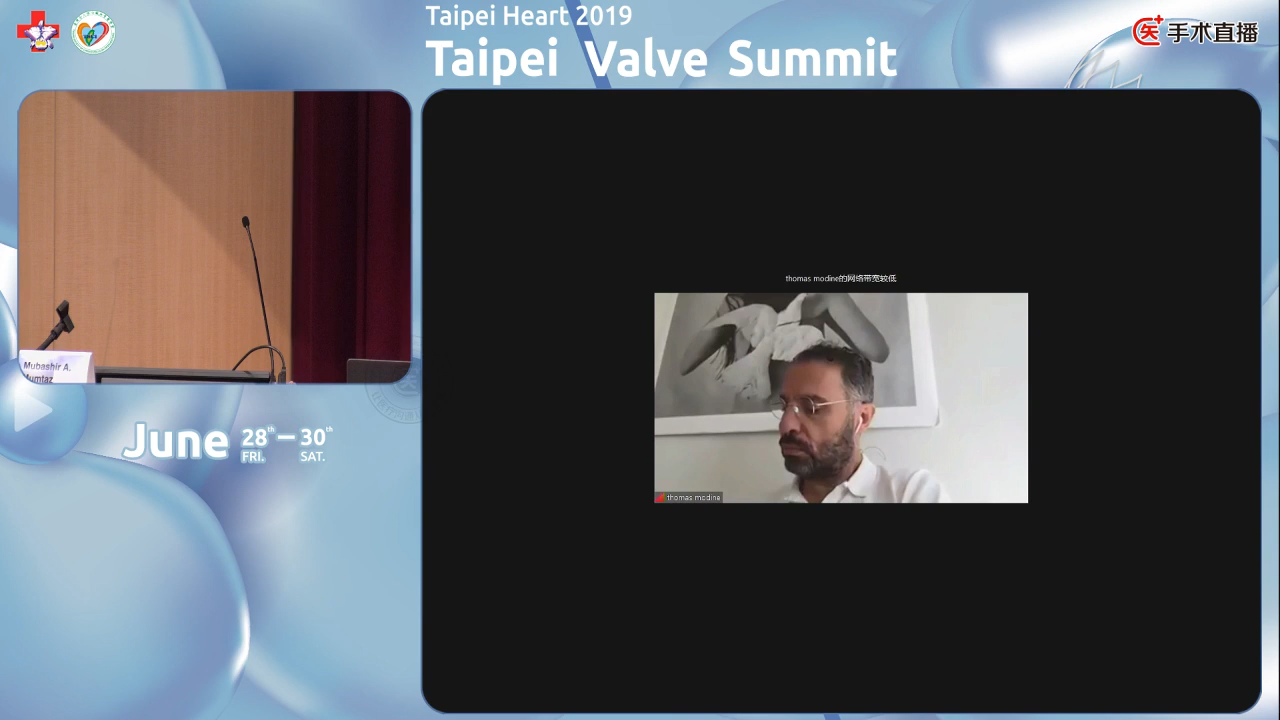 Taipei Heart 2019
Taipei Valve Summit
医 手术直播
thomas modine的网络带宽较低
Mubashir A.
Mumtaz
thomas modine
June 28th — 30th
FRI. SAT.